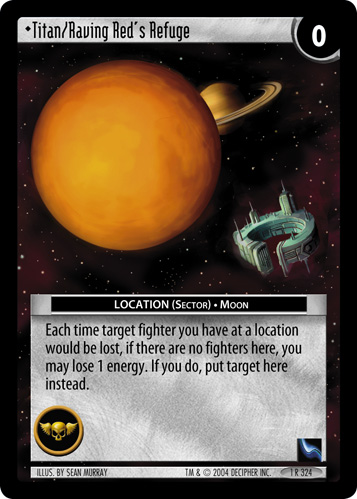 •Titan/Raving Red's Refuge
0
LOCATION (SECTOR) • MOON
Each time target fighter you have at a location
would be lost, if there are no fighters here, you
may lose 1 energy. If you do, put target here
instead.
ILLUS. BY SEAN MURRAY
TM & © 2004 DECIPHER INC.
1 R 324